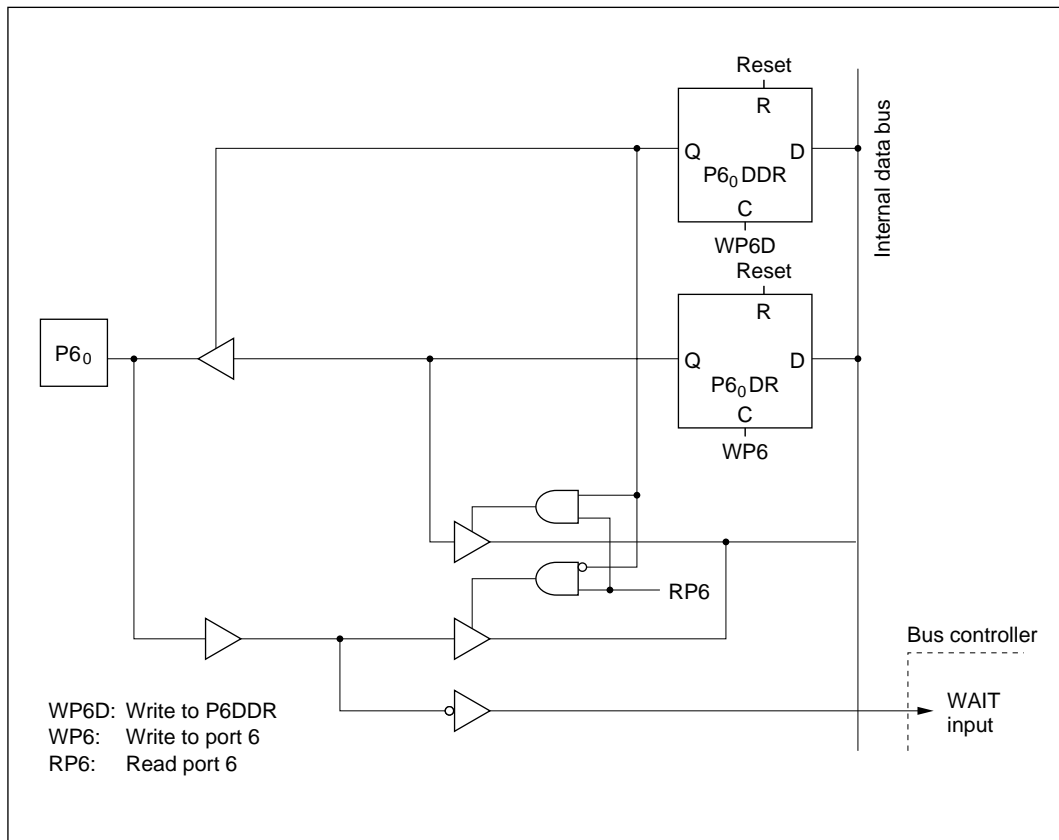 Reset
R
Q
D
P6₀DDR
C
WP6D
Internal data bus
Reset
R
P6₀
Q
D
P6₀DR
C
WP6
RP6
Bus controller
WAIT
input
WP6D: Write to P6DDR
WP6: Write to port 6
RP6: Read port 6